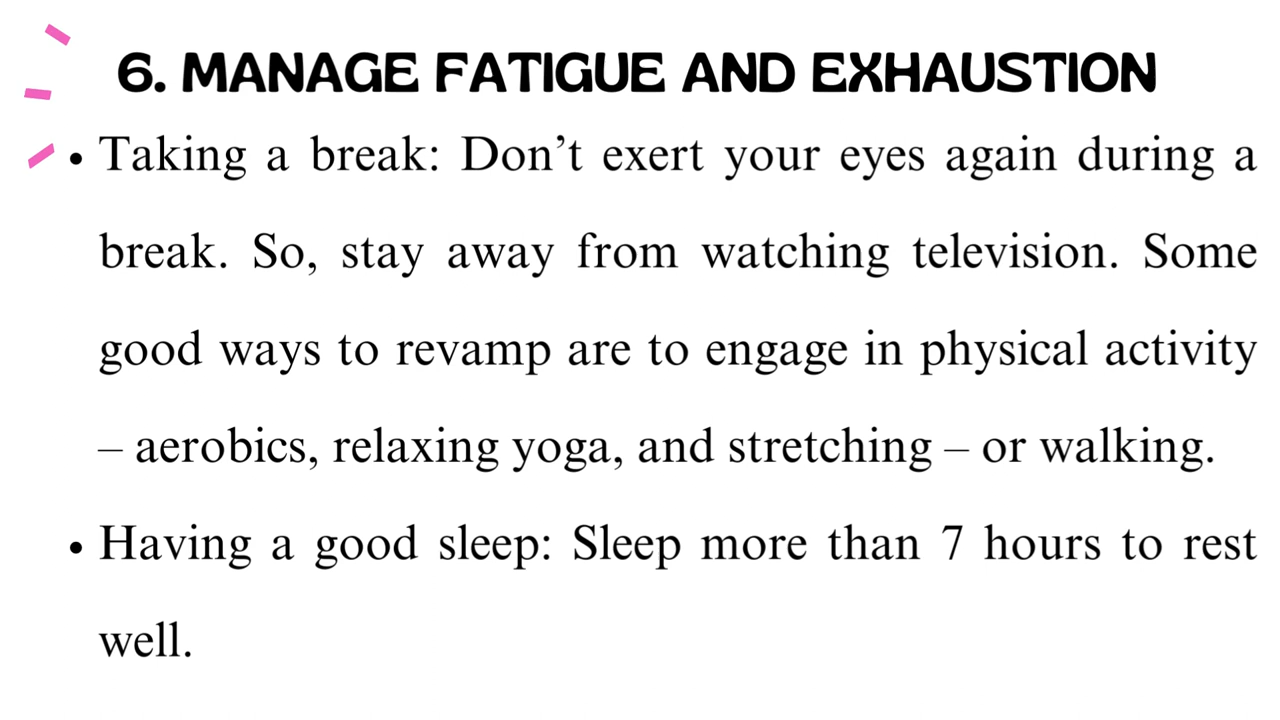 6. MANAGE FATIGUE AND EXHAUSTION
• Taking a break: Don’t exert your eyes again during a
break. So, stay away from watching television. Some
good ways to revamp are to engage in physical activity
– aerobics, relaxing yoga, and stretching – or walking.
• Having a good sleep: Sleep more than 7 hours to rest
well.